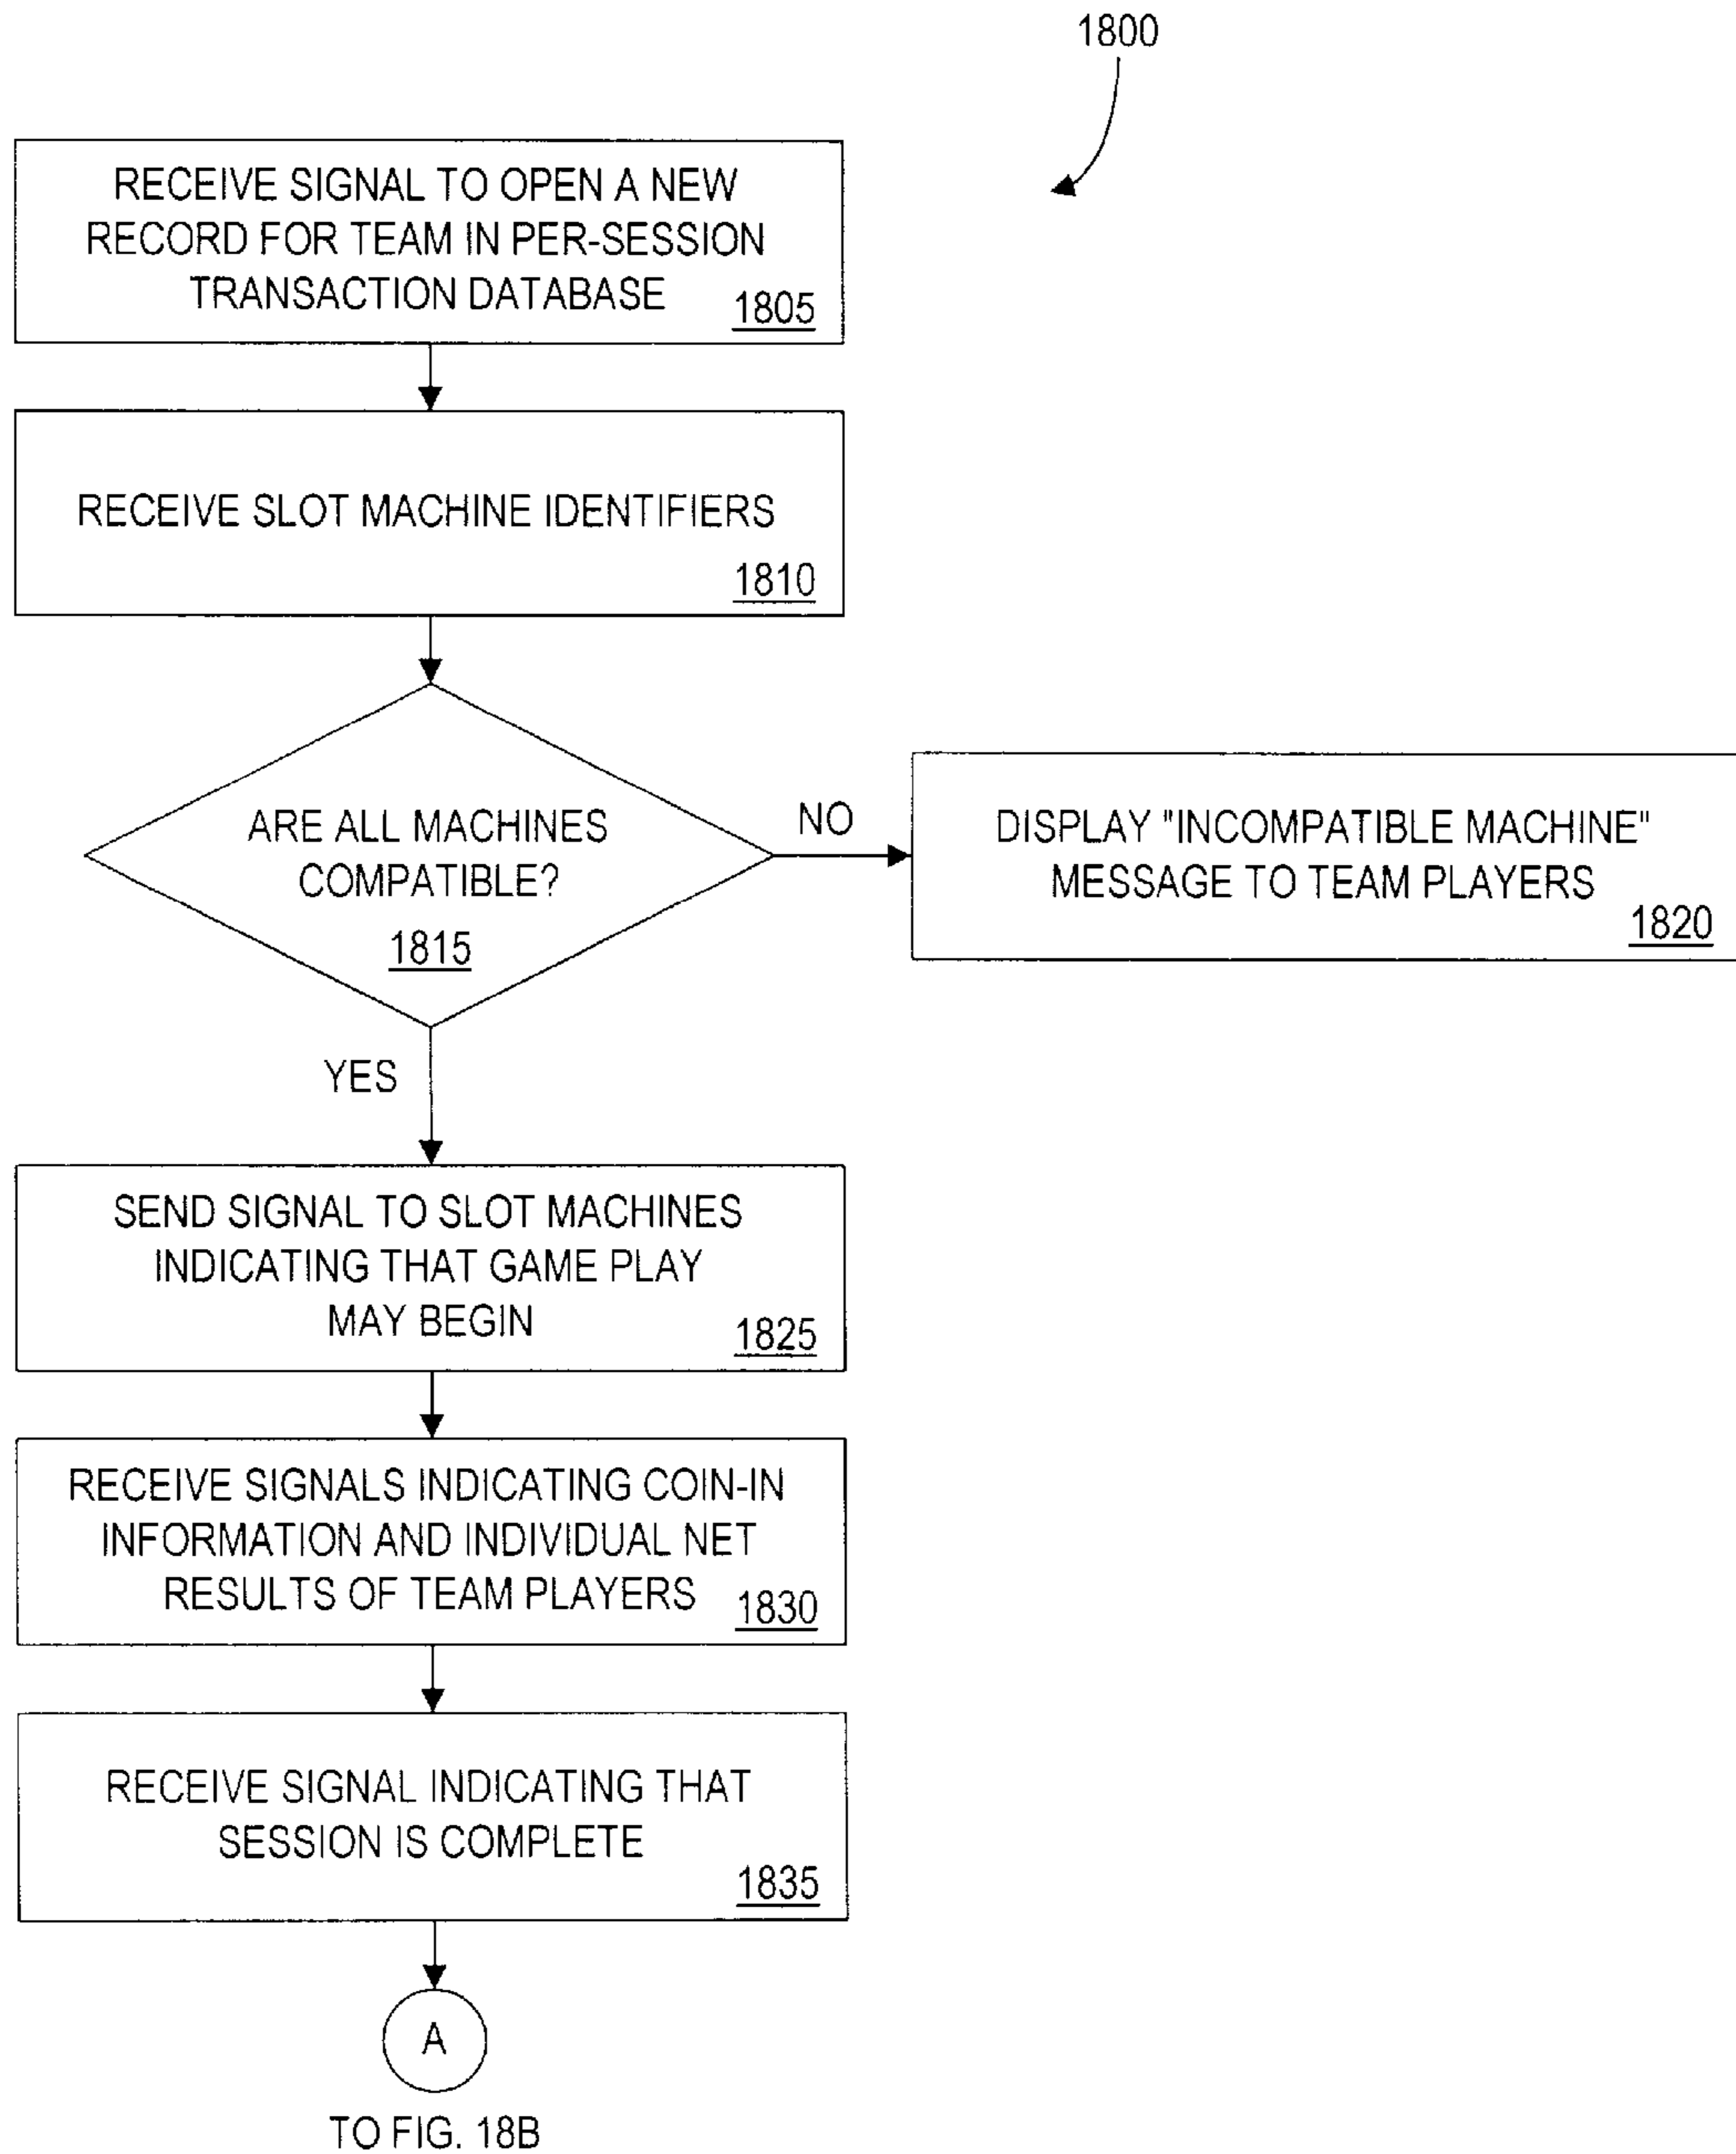 1800
RECEIVE SIGNAL TO OPEN A NEW
RECORD FOR TEAM IN PER-SESSION
TRANSACTION DATABASE
1805
RECEIVE SLOT MACHINE IDENTIFIERS
1810
ARE ALL MACHINES
COMPATIBLE?
1815
NO
DISPLAY "INCOMPATIBLE MACHINE"
MESSAGE TO TEAM PLAYERS
1820
YES
SEND SIGNAL TO SLOT MACHINES
INDICATING THAT GAME PLAY
MAY BEGIN
1825
RECEIVE SIGNALS INDICATING COIN-IN
INFORMATION AND INDIVIDUAL NET
RESULTS OF TEAM PLAYERS
1830
RECEIVE SIGNAL INDICATING THAT
SESSION IS COMPLETE
1835
A
TO FIG. 18B